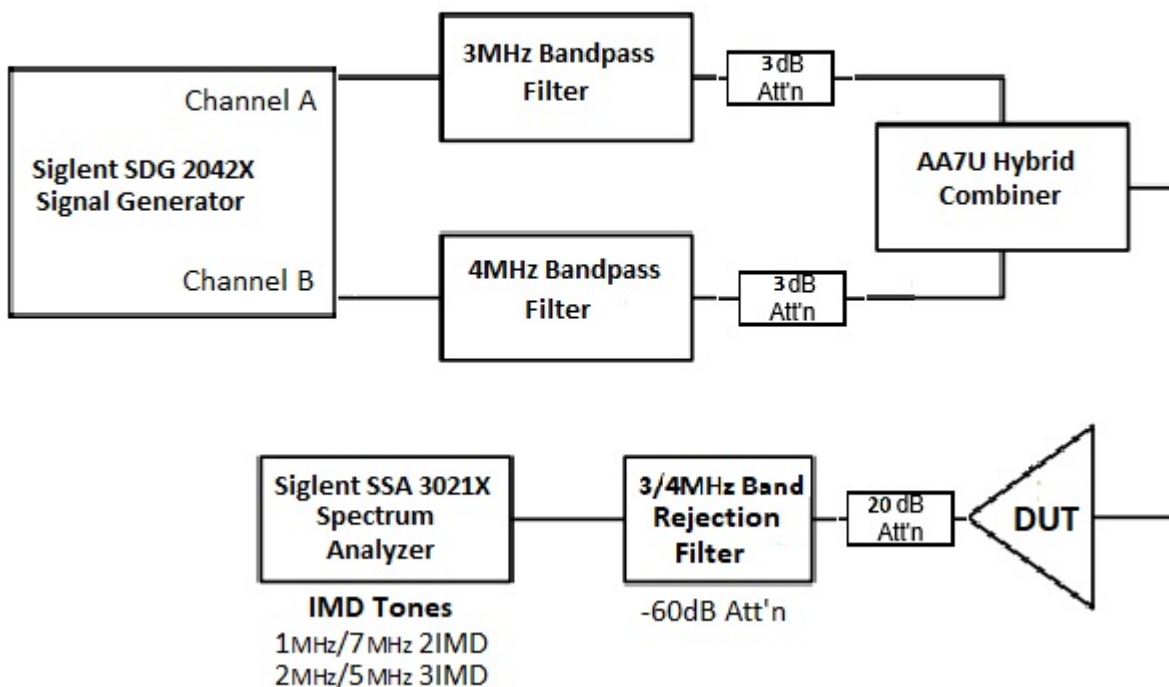 3MHz Bandpass
Filter
3 dB
Att'n
Channel A
Siglent SDG 2042X
Signal Generator
AA7U Hybrid
Combiner
Channel B
4MHz Bandpass
Filter
3 dB
Att'n
Siglent SSA 3021X
Spectrum
Analyzer
3/4MHz Band
Rejection
Filter
20 dB
Att'n
DUT
IMD Tones
1MHz/7MHz 2IMD
2MHz/5MHz 3IMD
-60dB Att'n